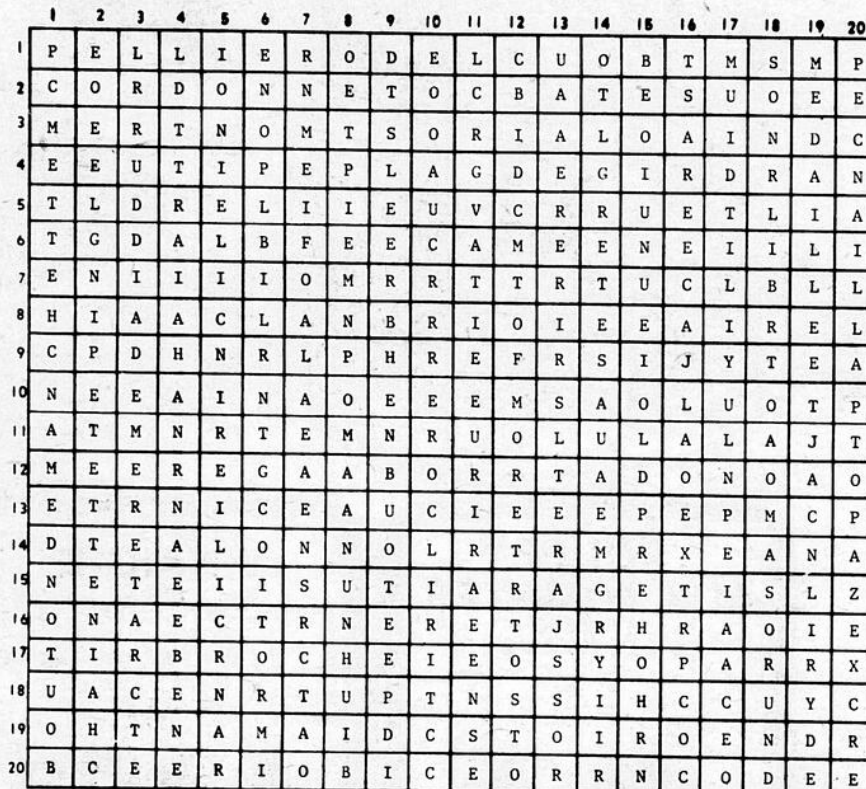 1 2 3 4 5 6 7 8 9 10 11 12 13 14 15 16 17 18 19 20
1 P E L L I E R O D E L C U O B T M S M P
2 C O R D O N N E T O C B A T E S U O E E
3 M E R T N O M T S O R I A L O A I N D C
4 E E U T I P E P L A G D E G I R D R A N
5 T L D R E L I I E U V C R R U E T L I A
6 T G D A L B F E E C A M E E N E I I L I
7 E N I I I O M R R T T R T U C L B L L
8 H I A A C L A N B R I O I E E A I R E L
9 C P D H N R L P H R E F R S I J Y T E A
10 N E E A I N A O E E E M S A O L U O T P
11 A T M N R T E M N R U O L U L A L A J T
12 M E E R E G A A B O R R T A D O N O A O
13 E T R N I C E A U C I E E E P E P M C P
14 D T E A L O N N O L R T R M R X E A N A
15 N E T E I I S U T I A R A G E T I S L Z
16 O N A E C T R N E R E T J R H R A O I E
17 T I R B R O C H E I E O S Y O P A R R X
18 U A C E N R T U P T N S S I H C C U Y C
19 O H T N A M A I D C S T O I R O E N D R
20 B C E E R I O B I C E O R R N C O D E E